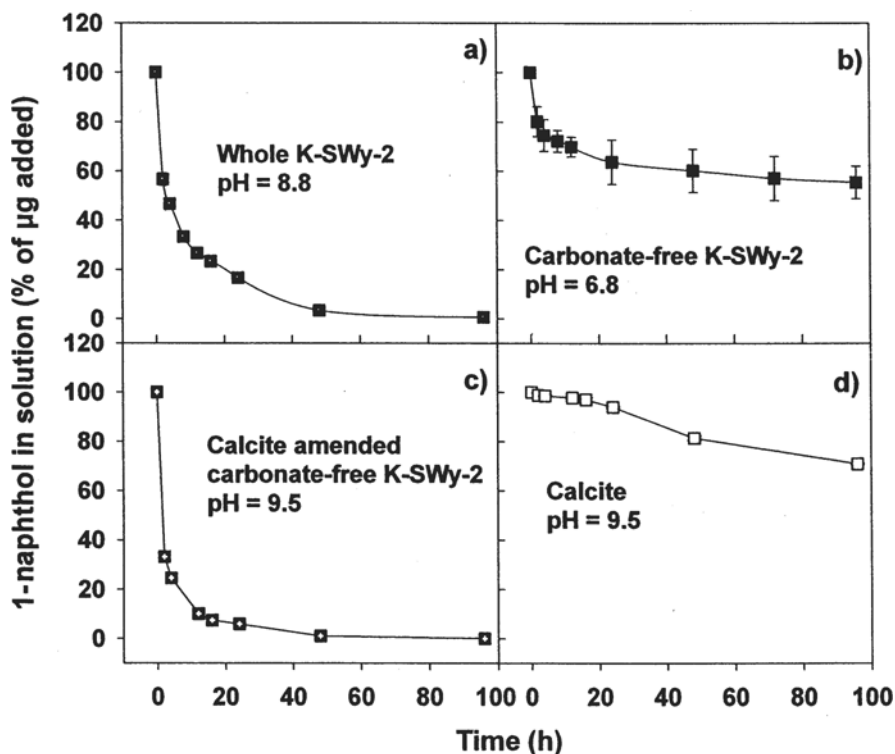 1-naphthol in solution (% of µg added)
120
100
80
60
40
20
0
a)
Whole K-SWy-2
pH = 8.8
b)
Carbonate-free K-SWy-2
pH = 6.8
120
100
80
60
40
20
0
c)
Calcite amended
carbonate-free K-SWy-2
pH = 9.5
d)
Calcite
pH = 9.5
0 20 40 60 80 100
0 20 40 60 80 100
Time (h)